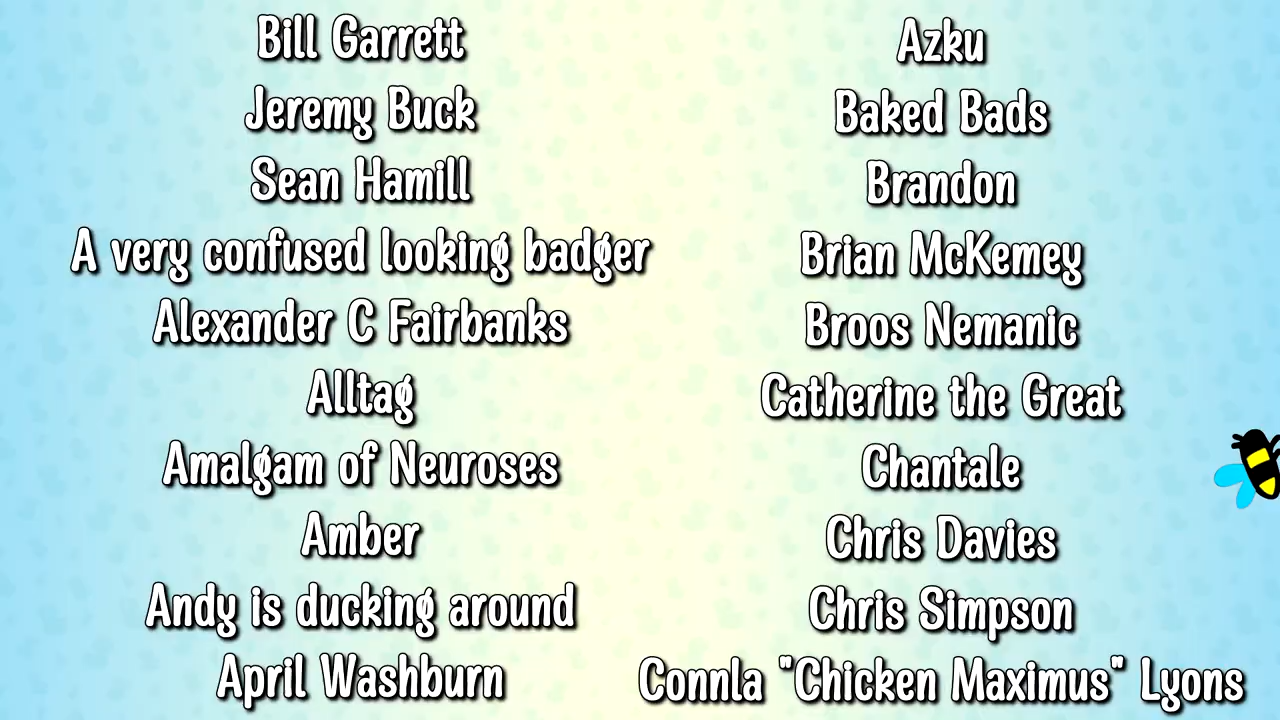 Bill Garrett
Jeremy Buck
Sean Hamill
A very confused looking badger
Alexander C Fairbanks
Alltag
Amalgam of Neuroses
Amber
Andy is ducking around
April Washburn
Azku
Baked Bads
Brandon
Brian McKemey
Broos Nemanic
Catherine the Great
Chantale
Chris Davies
Chris Simpson
Connla "Chicken Maximus" Lyons